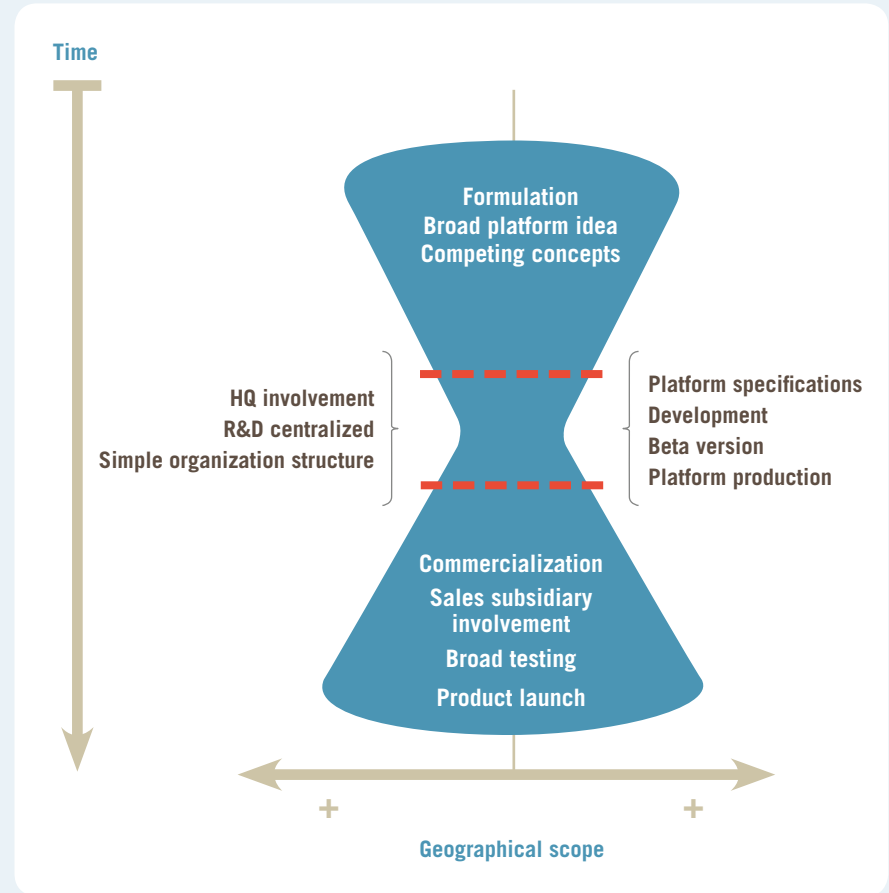 Time
Formulation
Broad platform idea
Competing concepts
HQ involvement
R&D centralized
Simple organization structure
Platform specifications
Development
Beta version
Platform production
Commercialization
Sales subsidiary
involvement
Broad testing
Product launch
+ +
Geographical scope